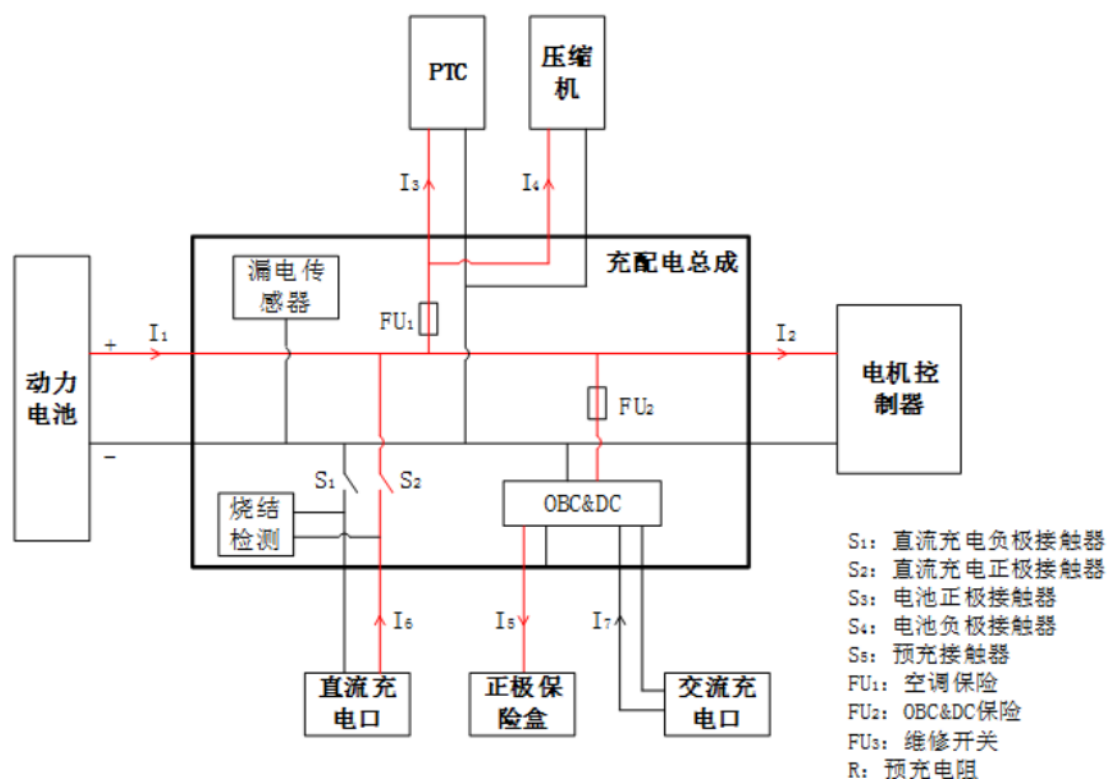 PTC
压缩
机
I₃
I₄
充配电总成
漏电传
感器
FU₁
I₁
I₂
+
动力
电池
−
FU₂
电机控
制器
S₁
S₂
烧结
检测
OBC&DC
I₆
I₅
I₇
直流充
电口
正极保
险盒
交流充
电口
S₁: 直流充电负极接触器
S₂: 直流充电正极接触器
S₃: 电池正极接触器
S₄: 电池负极接触器
S₅: 预充接触器
FU₁: 空调保险
FU₂: OBC&DC保险
FU₃: 维修开关
R: 预充电阻